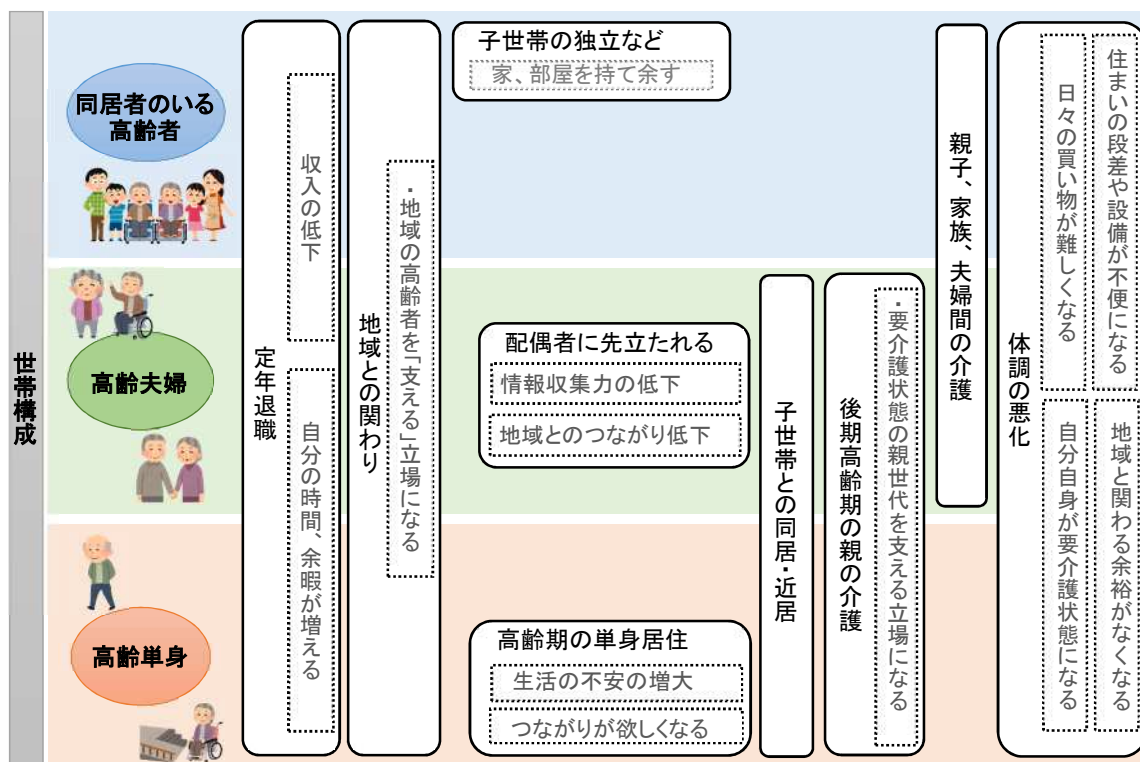 世帯構成
同居者のいる
高齢者
高齢夫婦
高齢単身
定年退職
収入の低下
自分の時間、余暇が増える
地域との関わり
・地域の高齢者を「支える」立場になる
子世帯の独立など
家、部屋を持て余す
配偶者に先立たれる
情報収集力の低下
地域とのつながり低下
高齢期の単身居住
生活の不安の増大
つながりが欲しくなる
子世帯との同居・近居
後期高齢期の親の介護
・要介護状態の親世代を支える立場になる
親子、家族、夫婦間の介護
体調の悪化
日々の買い物が難しくなる
住まいの段差や設備が不便になる
自分自身が要介護状態になる
地域と関わる余裕がなくなる